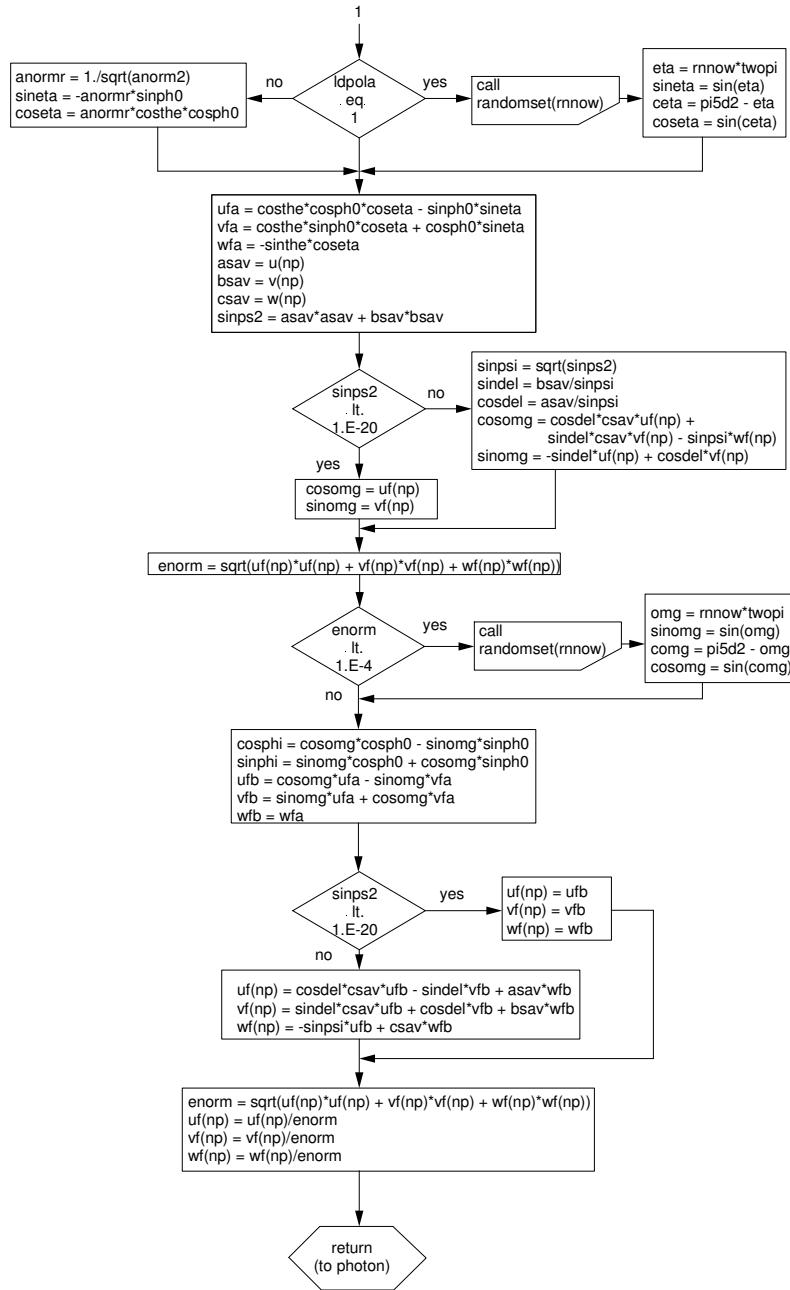 1
ldpola
.eq.
1
no
yes
anormr = 1./sqrt(anorm2)
sineta = -anormr*sinph0
coseta = anormr*costhe*cosph0
call
randomset(rnnow)
eta = rnnow*twopi
sineta = sin(eta)
ceta = pi5d2 - eta
coseta = sin(ceta)
ufa = costhe*cosph0*coseta - sinph0*sineta
vfa = costhe*sinph0*coseta + cosph0*sineta
wfa = -sinthe*coseta
asav = u(np)
bsav = v(np)
csav = w(np)
sinps2 = asav*asav + bsav*bsav
sinps2
.lt.
1.E-20
no
yes
sinpsi = sqrt(sinps2)
sindel = bsav/sinpsi
cosdel = asav/sinpsi
cosomg = cosdel*csav*uf(np) +
sindel*csav*vf(np) - sinpsi*wf(np)
sinomg = -sindel*uf(np) + cosdel*vf(np)
cosomg = uf(np)
sinomg = vf(np)
enorm = sqrt(uf(np)*uf(np) + vf(np)*vf(np) + wf(np)*wf(np))
enorm
.lt.
1.E-4
yes
no
call
randomset(rnnow)
omg = rnnow*twopi
sinomg = sin(omg)
comg = pi5d2 - omg
cosomg = sin(comg)
cosphi = cosomg*cosph0 - sinomg*sinph0
sinphi = sinomg*cosph0 + cosomg*sinph0
ufb = cosomg*ufa - sinomg*vfa
vfb = sinomg*ufa + cosomg*vfa
wfb = wfa
sinps2
.lt.
1.E-20
yes
no
uf(np) = ufb
vf(np) = vfb
wf(np) = wfb
uf(np) = cosdel*csav*ufb - sindel*vfb + asav*wfb
vf(np) = sindel*csav*ufb + cosdel*vfb + bsav*wfb
wf(np) = -sinpsi*ufb + csav*wfb
enorm = sqrt(uf(np)*uf(np) + vf(np)*vf(np) + wf(np)*wf(np))
uf(np) = uf(np)/enorm
vf(np) = vf(np)/enorm
wf(np) = wf(np)/enorm
return
(to photon)